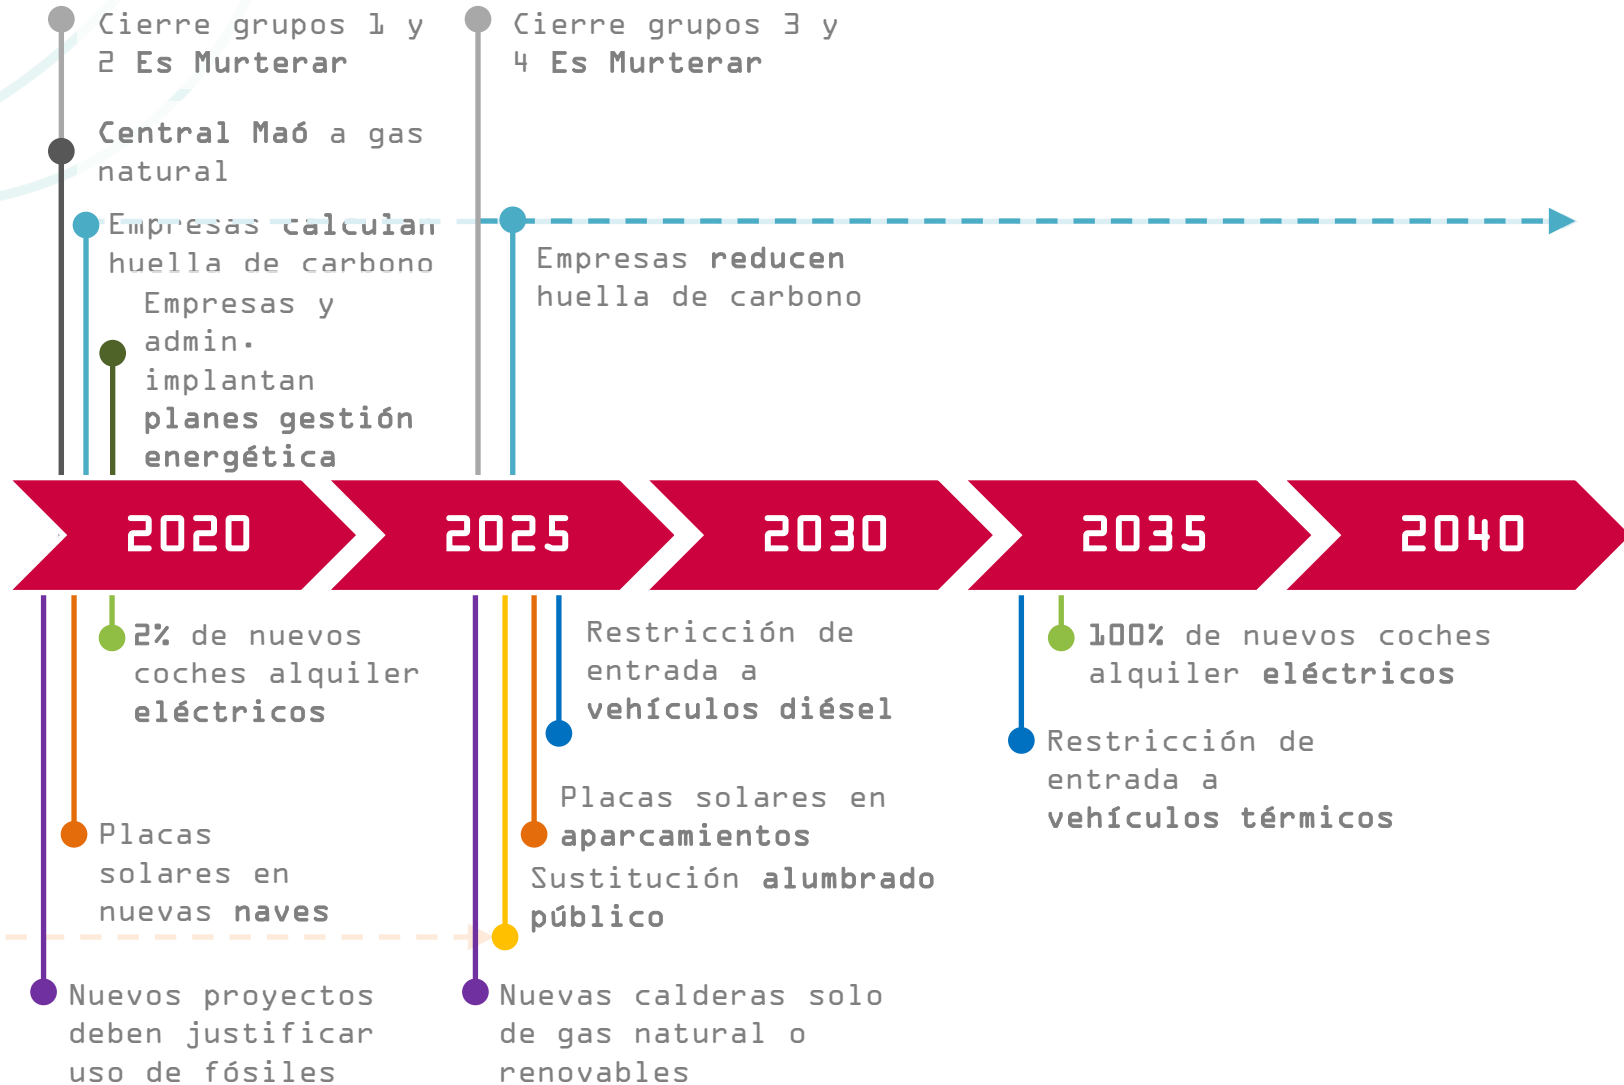 Cierre grupos 1 y
2 Es Murterar
Central Maó a gas
natural
Empresas calculan
huella de carbono
Empresas y
admin.
implantan
planes gestión
energética
Cierre grupos 3 y
4 Es Murterar
Empresas reducen
huella de carbono
2020
2025
2030
2035
2040
2% de nuevos
coches alquiler
eléctricos
Placas
solares en
nuevas naves
Nuevos proyectos
deben justificar
uso de fósiles
Restricción de
entrada a
vehículos diésel
Placas solares en
aparcamientos
Sustitución alumbrado
público
Nuevas calderas solo
de gas natural o
renovables
100% de nuevos coches
alquiler eléctricos
Restricción de
entrada a
vehículos térmicos